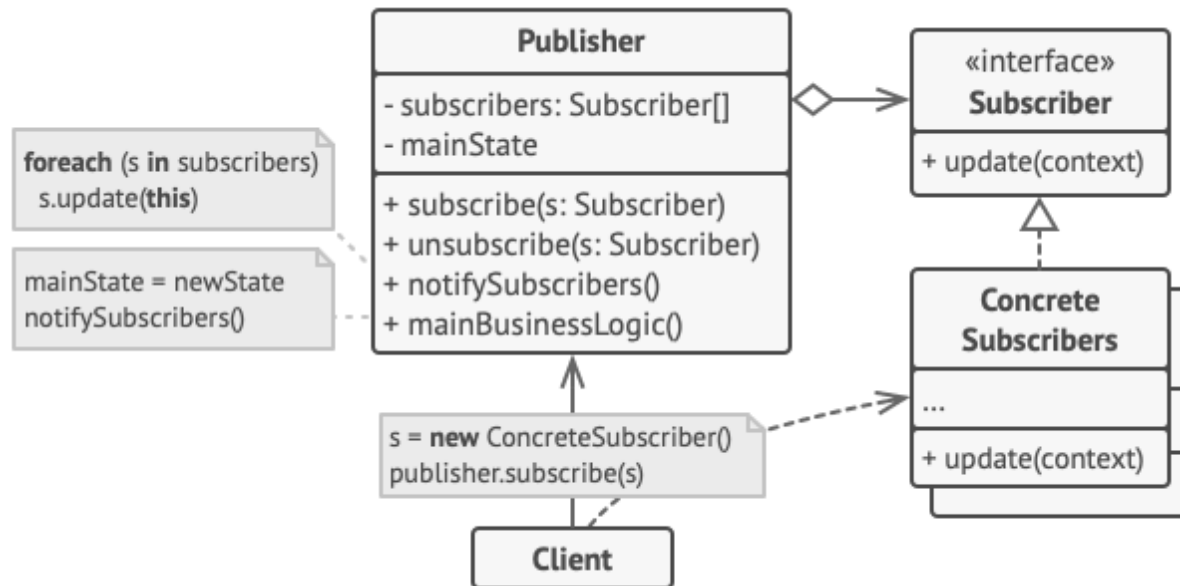 Publisher
- subscribers: Subscriber[]
- mainState
+ subscribe(s: Subscriber)
+ unsubscribe(s: Subscriber)
+ notifySubscribers()
+ mainBusinessLogic()
foreach (s in subscribers)
s.update(this)
mainState = newState
notifySubscribers()
«interface»
Subscriber
+ update(context)
Concrete
Subscribers
...
+ update(context)
s = new ConcreteSubscriber()
publisher.subscribe(s)
Client